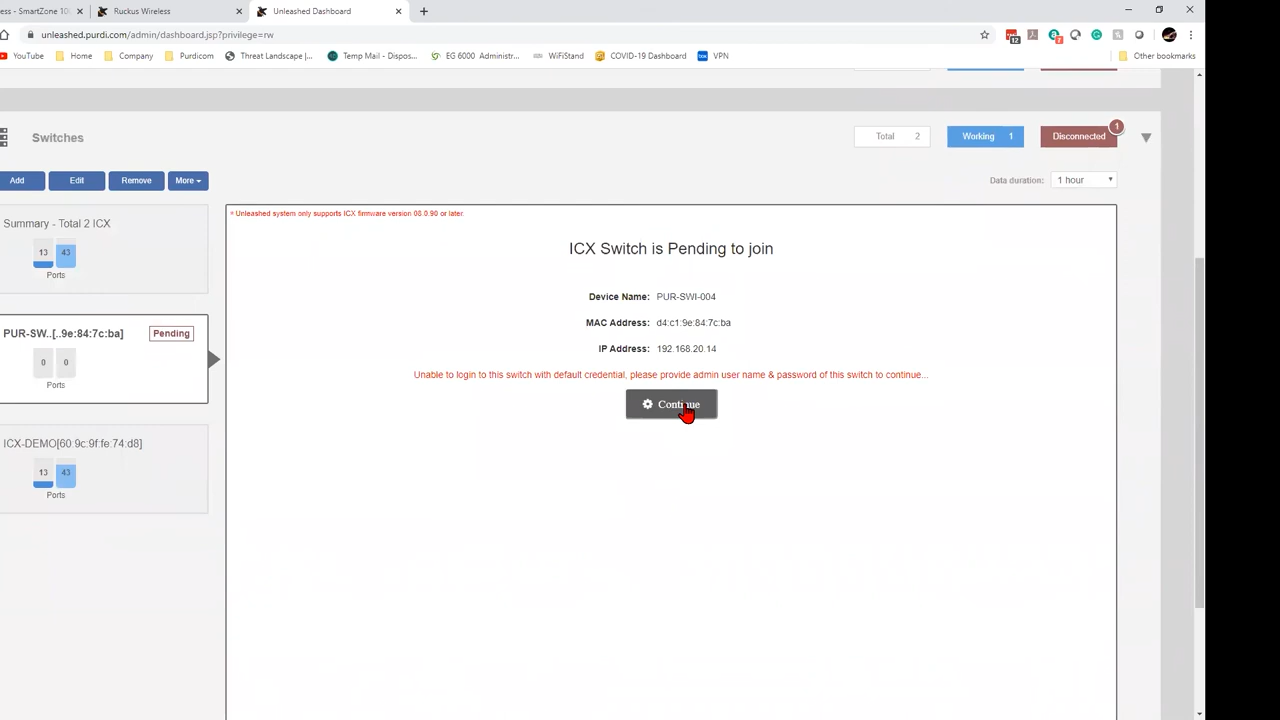 ess - SmartZone 10
Ruckus Wireless
Unleashed Dashboard
unleashed.purdi.com/admin/dashboard.jsp?privilege=rw
12
7
YouTube
Home
Company
Purdicom
Threat Landscape |...
Temp Mail - Dispos...
EG 6000 Administr...
WiFiStand
COVID-19 Dashboard
VPN
Other bookmarks
Switches
Total 2
Working 1
Disconnected
1
Add
Edit
Remove
More
Data duration: 1 hour
Summary - Total 2 ICX
13 43
Ports
PUR-SW..[..9e:84:7c:ba]
Pending
0 0
Ports
ICX-DEMO[60:9c:9f:fe:74:d8]
13 43
Ports
* Unleashed system only supports ICX firmware version 08.0.90 or later.
ICX Switch is Pending to join
Device Name: PUR-SWI-004
MAC Address: d4:c1:9e:84:7c:ba
IP Address: 192.168.20.14
Unable to login to this switch with default credential, please provide admin user name & password of this switch to continue...
Continue